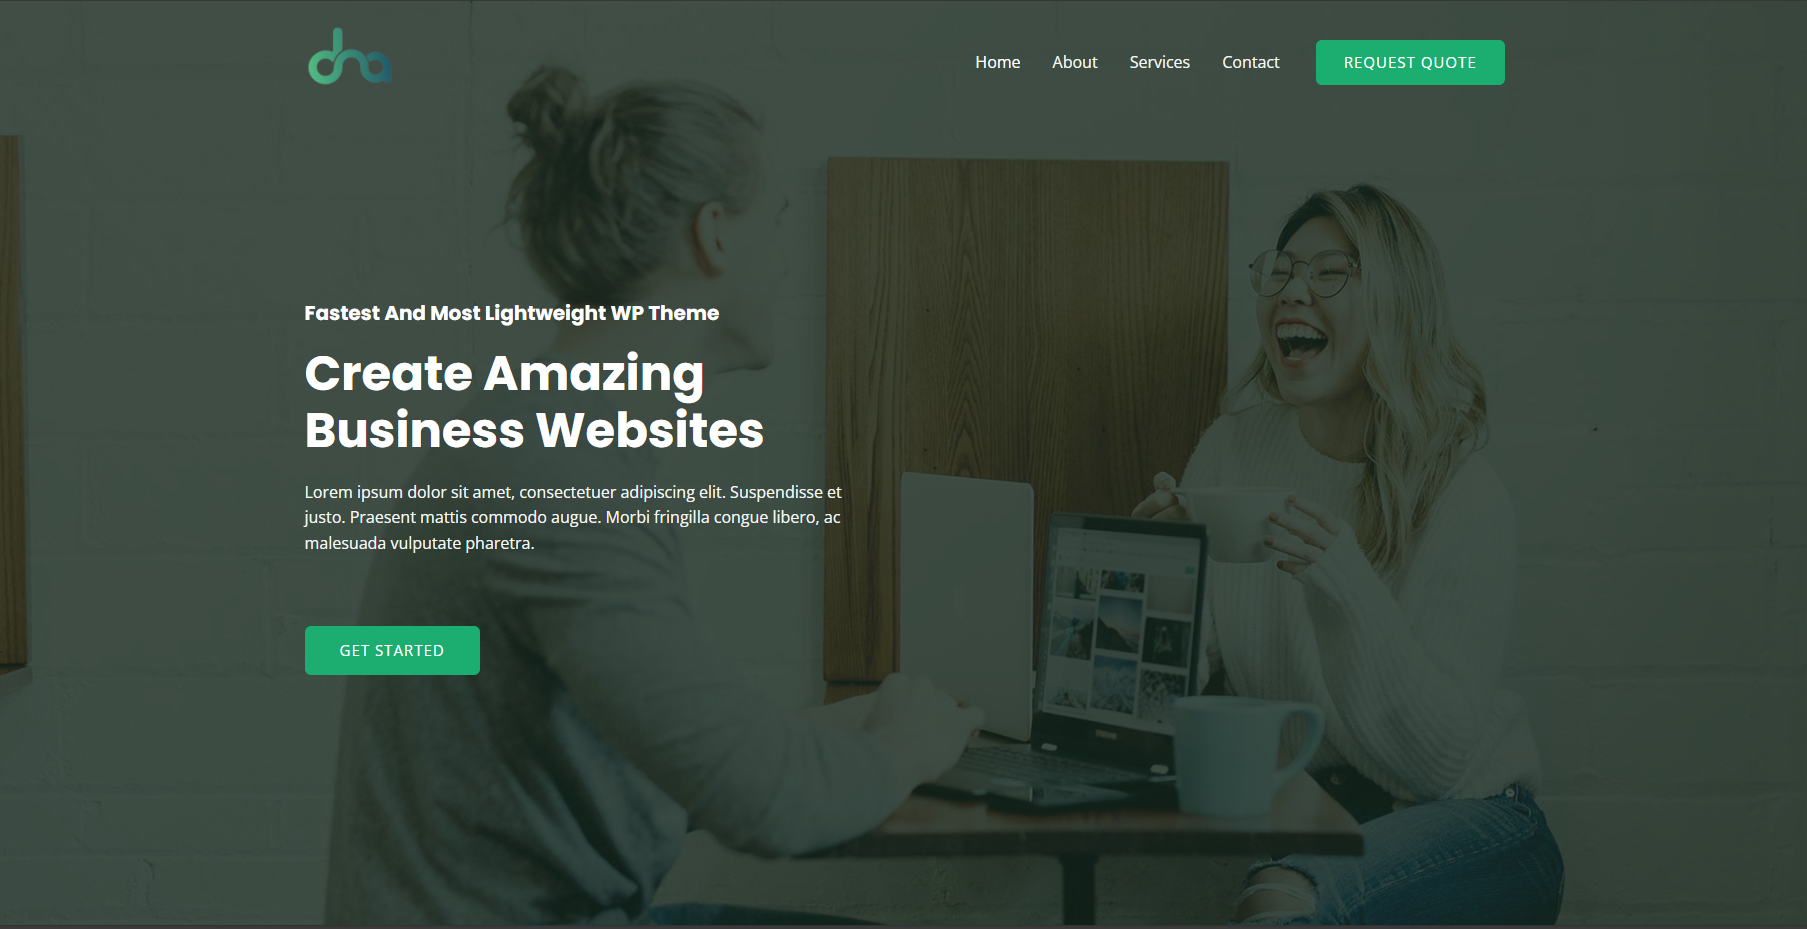 dna
Home About Services Contact REQUEST QUOTE
Fastest And Most Lightweight WP Theme
Create Amazing
Business Websites
Lorem ipsum dolor sit amet, consectetuer adipiscing elit. Suspendisse et
justo. Praesent mattis commodo augue. Morbi fringilla congue libero, ac
malesuada vulputate pharetra.
GET STARTED